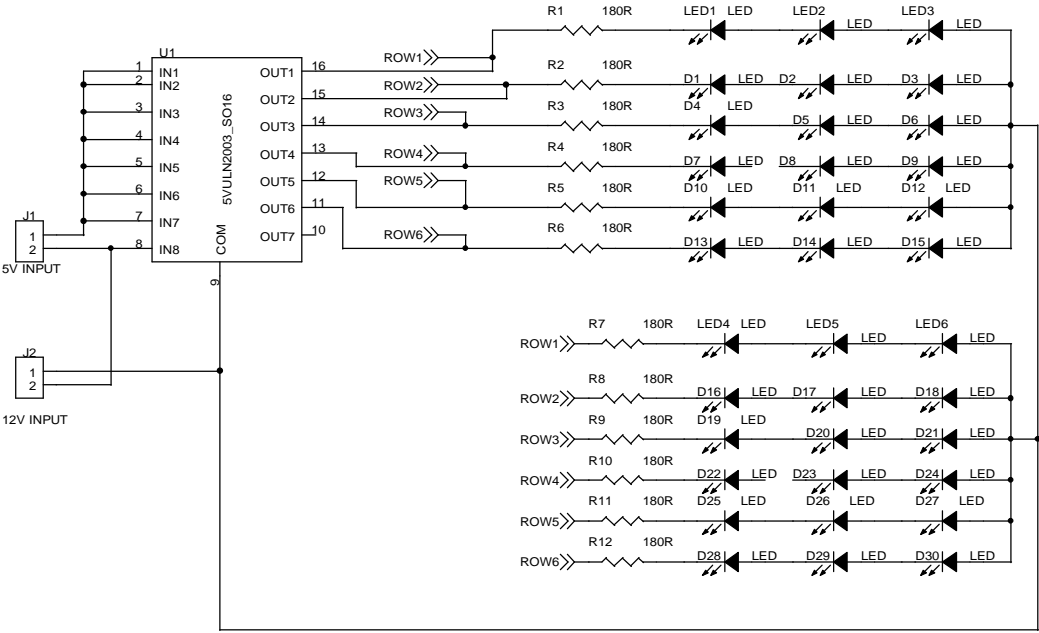 R1 180R LED1 LED LED2 LED LED3 LED
U1
ROW1
1 IN1 OUT1 16
R2 180R
2 IN2
ROW2
D1 LED D2 LED D3 LED
OUT2 15
R3 180R D4 LED
3 IN3 ROW3
OUT3 14
D5 LED D6 LED
5VULN2003_SO16
4 IN4 OUT4 13
ROW4
R4 180R
D7 LED D8 LED D9 LED
5 IN5 OUT5 12
ROW5
R5 180R D10 LED D11 LED D12 LED
6 IN6 OUT6 11
J1
7 IN7 OUT7 10
R6 180R
ROW6
1
2
8 IN8 COM
D13 LED D14 LED D15 LED
5V INPUT
9
R7 180R LED4 LED LED5 LED LED6 LED
ROW1
J2
1
2
R8 180R
ROW2 D16 LED D17 LED D18 LED
12V INPUT
R9 180R D19 LED
ROW3 D20 LED D21 LED
R10 180R
ROW4 D22 LED D23 LED D24 LED
R11 180R D25 LED D26 LED D27 LED
ROW5
R12 180R
ROW6 D28 LED D29 LED D30 LED